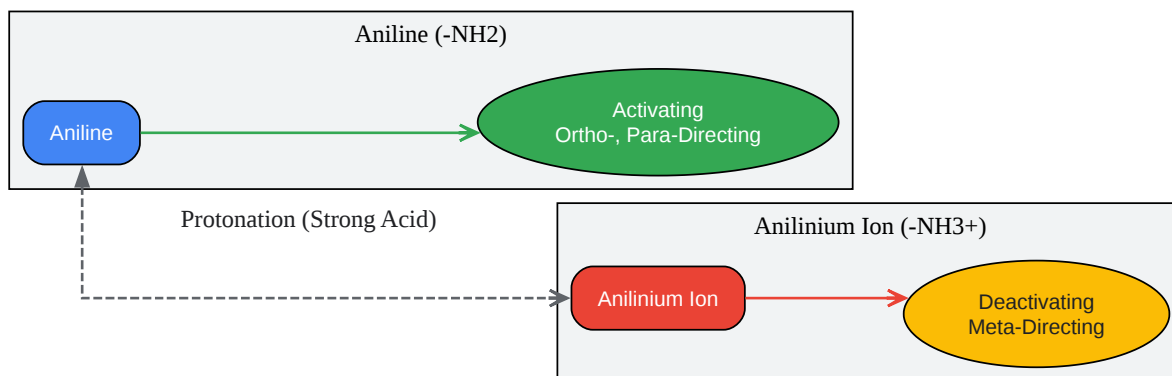 Aniline (-NH2)
Aniline
Activating
Ortho-, Para-Directing
Protonation (Strong Acid)
Anilinium Ion (-NH3+)
Anilinium Ion
Deactivating
Meta-Directing